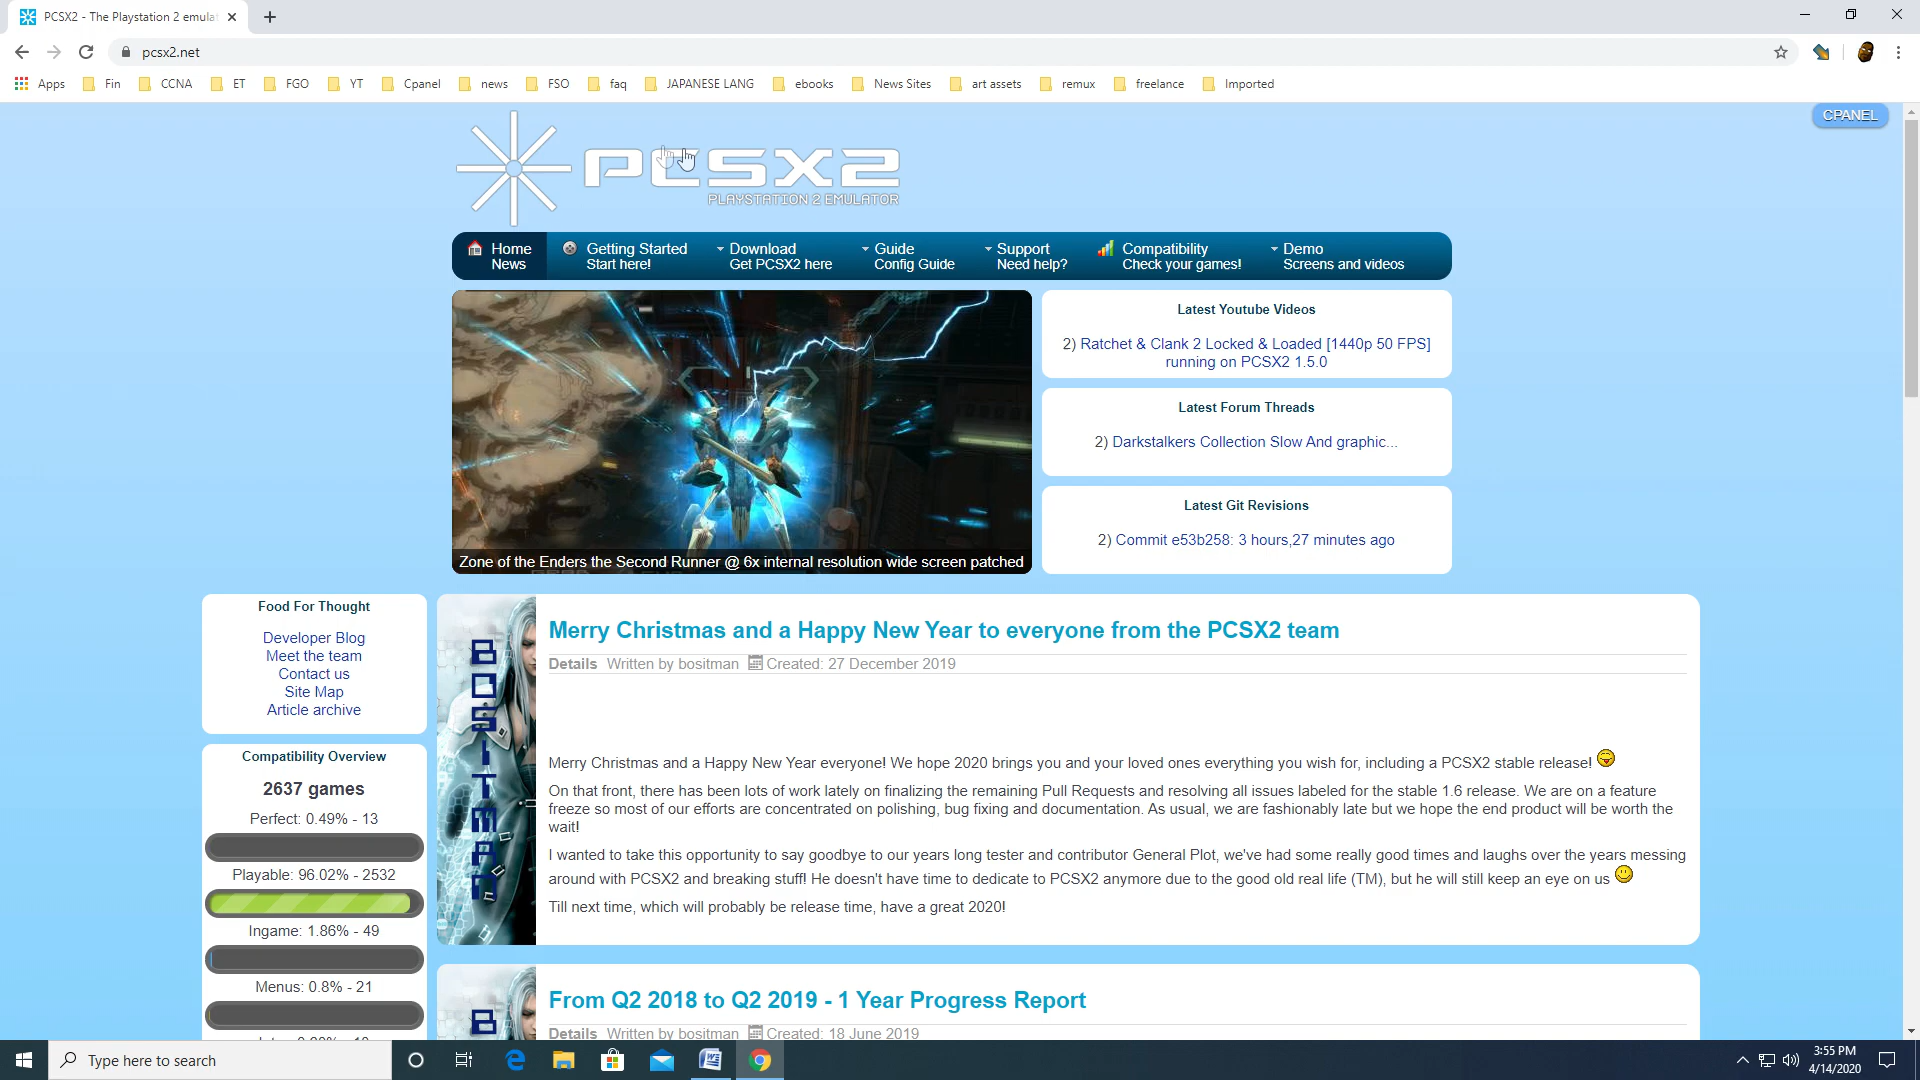 PCSX2 - The Playstation 2 emulat
pcsx2.net
Apps Fin CCNA ET FGO YT Cpanel news FSO faq JAPANESE LANG ebooks News Sites art assets remux freelance Imported
CPANEL
PCSX2
PLAYSTATION 2 EMULATOR
Home Getting Started Download Guide Support Compatibility Demo
News Start here! Get PCSX2 here Config Guide Need help? Check your games! Screens and videos
Zone of the Enders the Second Runner @ 6x internal resolution wide screen patched
Latest Youtube Videos
2) Ratchet & Clank 2 Locked & Loaded [1440p 50 FPS]
running on PCSX2 1.5.0
Latest Forum Threads
2) Darkstalkers Collection Slow And graphic...
Latest Git Revisions
2) Commit e53b258: 3 hours,27 minutes ago
Food For Thought
Developer Blog
Meet the team
Contact us
Site Map
Article archive
Compatibility Overview
2637 games
Perfect: 0.49% - 13
Playable: 96.02% - 2532
Ingame: 1.86% - 49
Menus: 0.8% - 21
BOSITMAN
Merry Christmas and a Happy New Year to everyone from the PCSX2 team
Details Written by bositman Created: 27 December 2019
Merry Christmas and a Happy New Year everyone! We hope 2020 brings you and your loved ones everything you wish for, including a PCSX2 stable release!
On that front, there has been lots of work lately on finalizing the remaining Pull Requests and resolving all issues labeled for the stable 1.6 release. We are on a feature
freeze so most of our efforts are concentrated on polishing, bug fixing and documentation. As usual, we are fashionably late but we hope the end product will be worth the
wait!
I wanted to take this opportunity to say goodbye to our years long tester and contributor General Plot, we've had some really good times and laughs over the years messing
around with PCSX2 and breaking stuff! He doesn't have time to dedicate to PCSX2 anymore due to the good old real life (TM), but he will still keep an eye on us
Till next time, which will probably be release time, have a great 2020!
B
From Q2 2018 to Q2 2019 - 1 Year Progress Report
Details Written by bositman Created: 18 June 2019
Type here to search
3:55 PM
4/14/2020